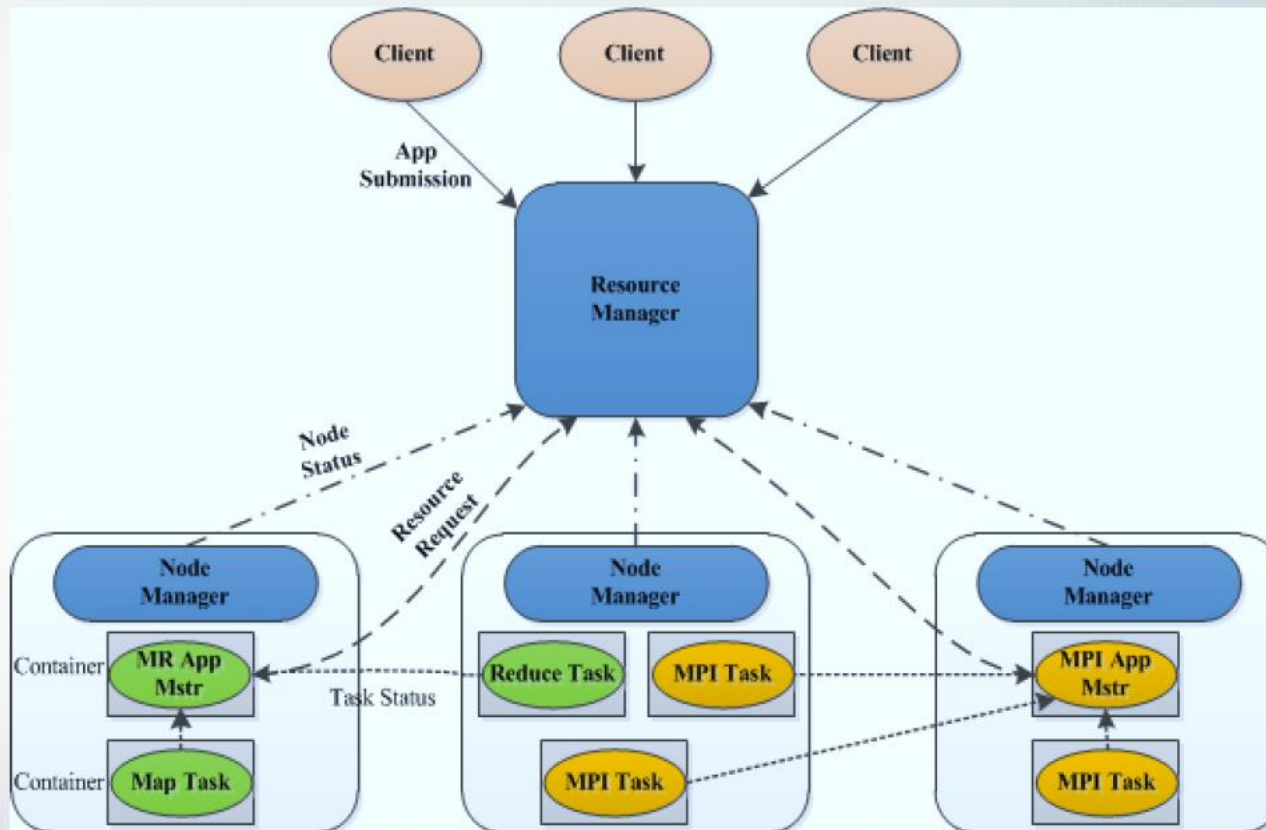 Client
Client
Client
App
Submission
Resource
Manager
Node
Status
Resource
Request
Node
Manager
Node
Manager
Node
Manager
Container
MR App
Mstr
Task Status
Reduce Task
MPI Task
MPI App
Mstr
Container
Map Task
MPI Task
MPI Task